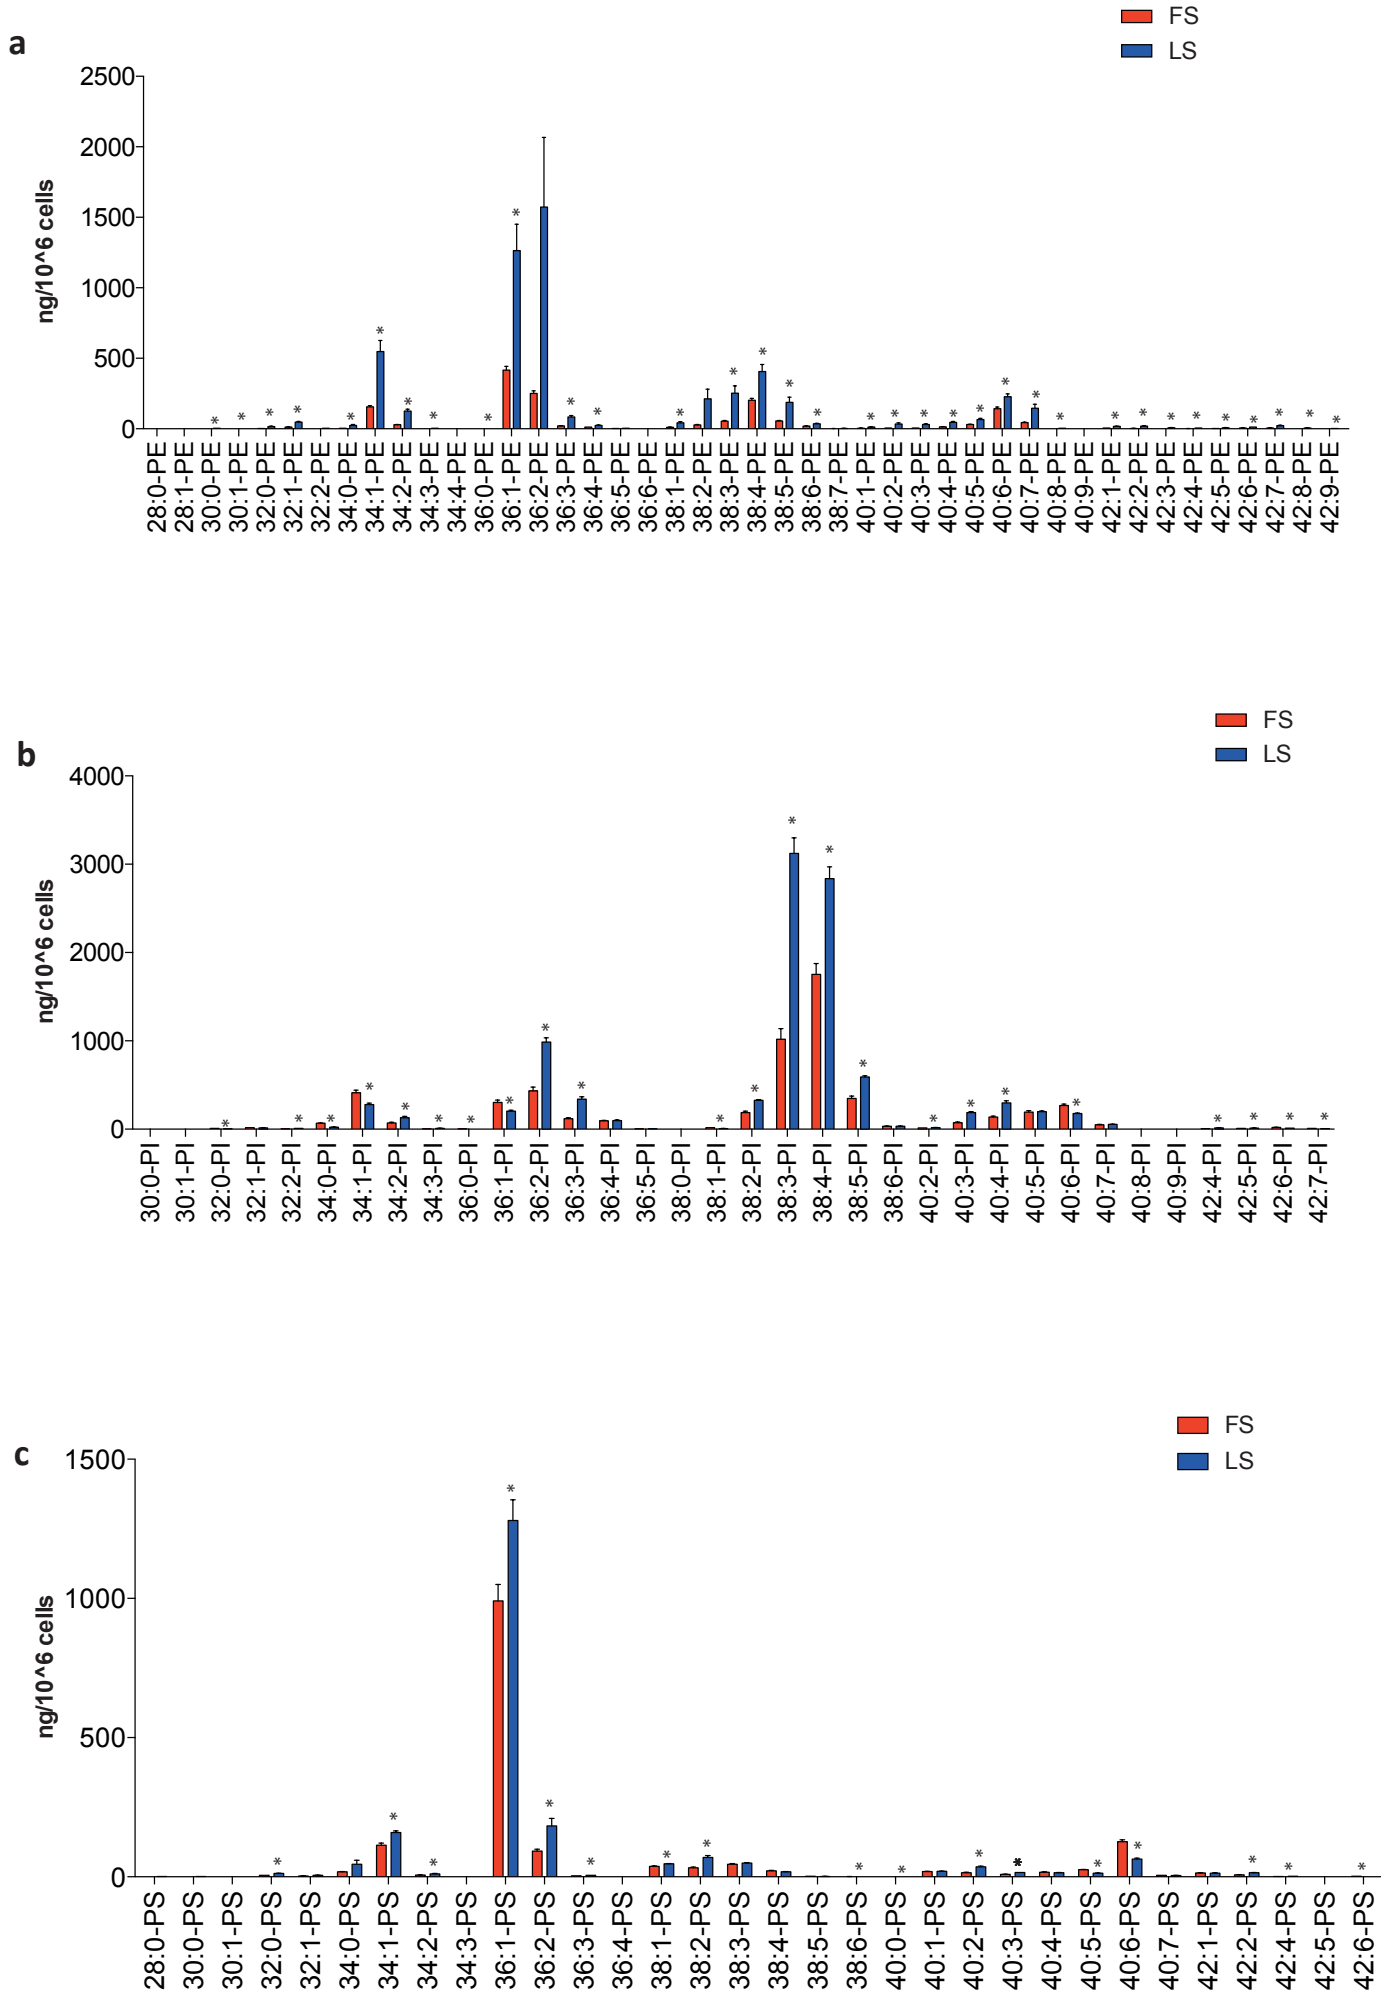 a
FS
LS
2500
2000
1500
1000
500
0
ng/10^6 cells
* * * * * * * * * * * * * * * * * * * * * * * * * * * * * * * * *
28:0-PE
28:1-PE
30:0-PE
30:1-PE
32:0-PE
32:1-PE
32:2-PE
34:0-PE
34:1-PE
34:2-PE
34:3-PE
34:4-PE
36:0-PE
36:1-PE
36:2-PE
36:3-PE
36:4-PE
36:5-PE
36:6-PE
38:1-PE
38:2-PE
38:3-PE
38:4-PE
38:5-PE
38:6-PE
38:7-PE
40:1-PE
40:2-PE
40:3-PE
40:4-PE
40:5-PE
40:6-PE
40:7-PE
40:8-PE
40:9-PE
42:1-PE
42:2-PE
42:3-PE
42:4-PE
42:5-PE
42:6-PE
42:7-PE
42:8-PE
42:9-PE
b
FS
LS
4000
3000
2000
1000
0
ng/10^6 cells
* * * * * * * * * * * * * * * * * * * * * *
30:0-PI
30:1-PI
32:0-PI
32:1-PI
32:2-PI
34:0-PI
34:1-PI
34:2-PI
34:3-PI
36:0-PI
36:1-PI
36:2-PI
36:3-PI
36:4-PI
36:5-PI
38:0-PI
38:1-PI
38:2-PI
38:3-PI
38:4-PI
38:5-PI
38:6-PI
40:2-PI
40:3-PI
40:4-PI
40:5-PI
40:6-PI
40:7-PI
40:8-PI
40:9-PI
42:4-PI
42:5-PI
42:6-PI
42:7-PI
c
FS
LS
1500
1000
500
0
ng/10^6 cells
* * * * * * * * * * * * * * * * *
28:0-PS
30:0-PS
30:1-PS
32:0-PS
32:1-PS
34:0-PS
34:1-PS
34:2-PS
34:3-PS
36:1-PS
36:2-PS
36:3-PS
36:4-PS
38:1-PS
38:2-PS
38:3-PS
38:4-PS
38:5-PS
38:6-PS
40:0-PS
40:1-PS
40:2-PS
40:3-PS
40:4-PS
40:5-PS
40:6-PS
40:7-PS
42:1-PS
42:2-PS
42:4-PS
42:5-PS
42:6-PS